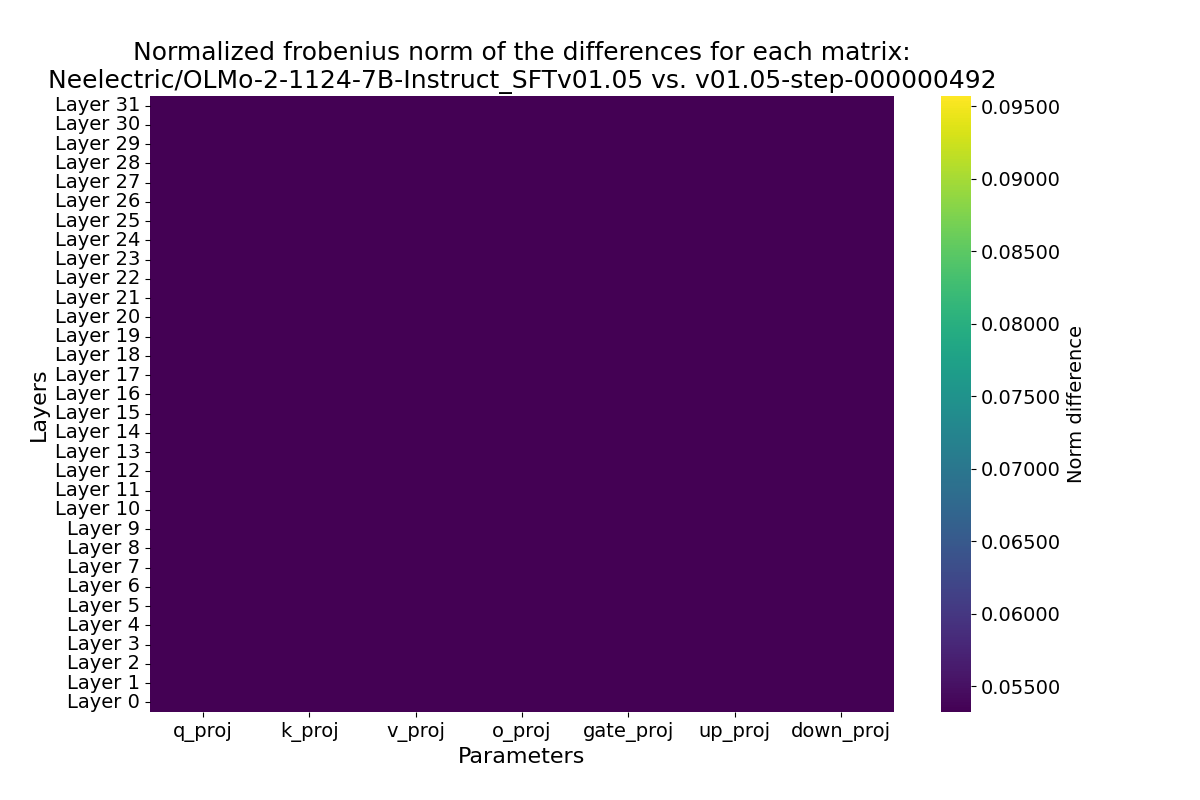 Normalized frobenius norm of the differences for each matrix:
Neelectric/OLMo-2-1124-7B-Instruct_SFTv01.05 vs. v01.05-step-000000492
Layers
Layer 31
Layer 30
Layer 29
Layer 28
Layer 27
Layer 26
Layer 25
Layer 24
Layer 23
Layer 22
Layer 21
Layer 20
Layer 19
Layer 18
Layer 17
Layer 16
Layer 15
Layer 14
Layer 13
Layer 12
Layer 11
Layer 10
Layer 9
Layer 8
Layer 7
Layer 6
Layer 5
Layer 4
Layer 3
Layer 2
Layer 1
Layer 0
q_proj k_proj v_proj o_proj gate_proj up_proj down_proj
Parameters
0.09500
0.09000
0.08500
0.08000
0.07500
0.07000
0.06500
0.06000
0.05500
Norm difference